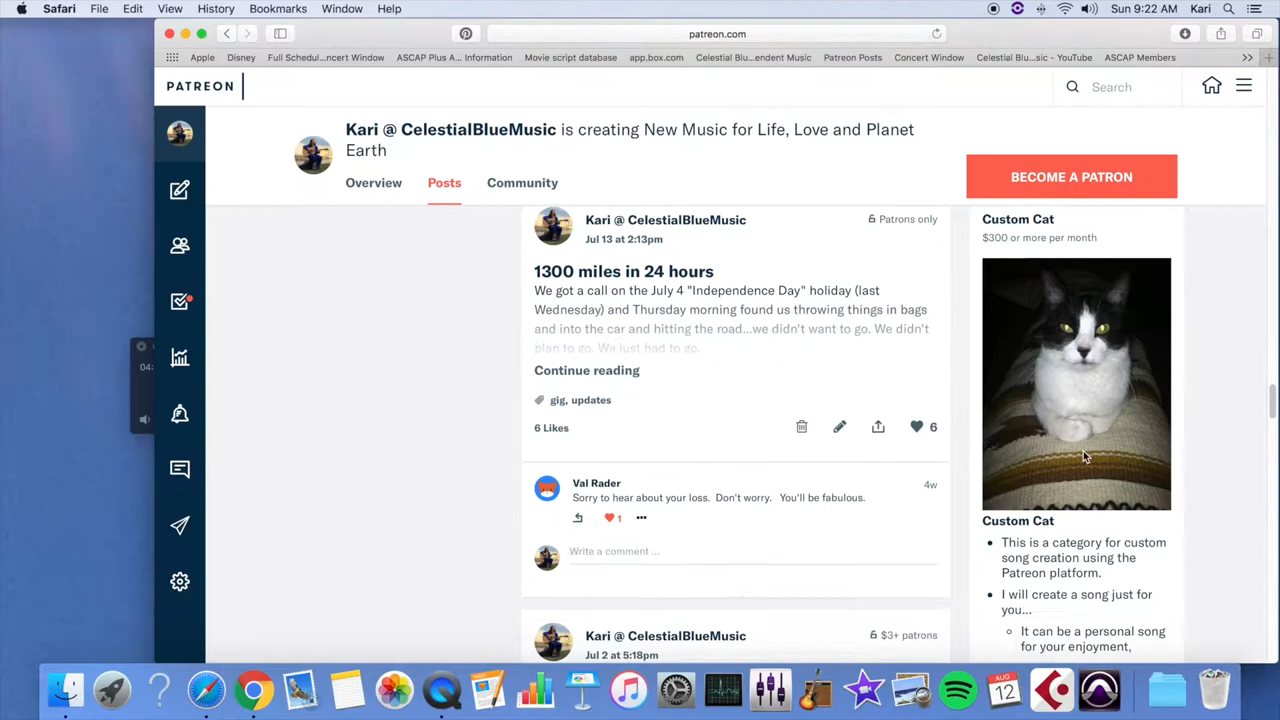 Safari File Edit View History Bookmarks Window Help Sun 9:22 AM Kari
patreon.com
Apple Disney Full Schedul...ncert Window ASCAP Plus A... Information Movie script database app.box.com Celestial Blu...endent Music Patreon Posts Concert Window Celestial Blu...sic - YouTube ASCAP Members
PATREON Search
Kari @ CelestialBlueMusic is creating New Music for Life, Love and Planet
Earth
Overview Posts Community
BECOME A PATRON
Kari @ CelestialBlueMusic Patrons only
Jul 13 at 2:13pm
1300 miles in 24 hours
We got a call on the July 4 "Independence Day" holiday (last
Wednesday) and Thursday morning found us throwing things in bags
and into the car and hitting the road...we didn't want to go. We didn't
plan to go. We just had to go.
Continue reading
gig, updates
6 Likes 6
Val Rader 4w
Sorry to hear about your loss. Don't worry. You'll be fabulous.
1
Write a comment ...
Kari @ CelestialBlueMusic $3+ patrons
Jul 2 at 5:18pm
Custom Cat
$300 or more per month
Custom Cat
This is a category for custom
song creation using the
Patreon platform.
I will create a song just for
you...
It can be a personal song
for your enjoyment,
04:
AUG
12